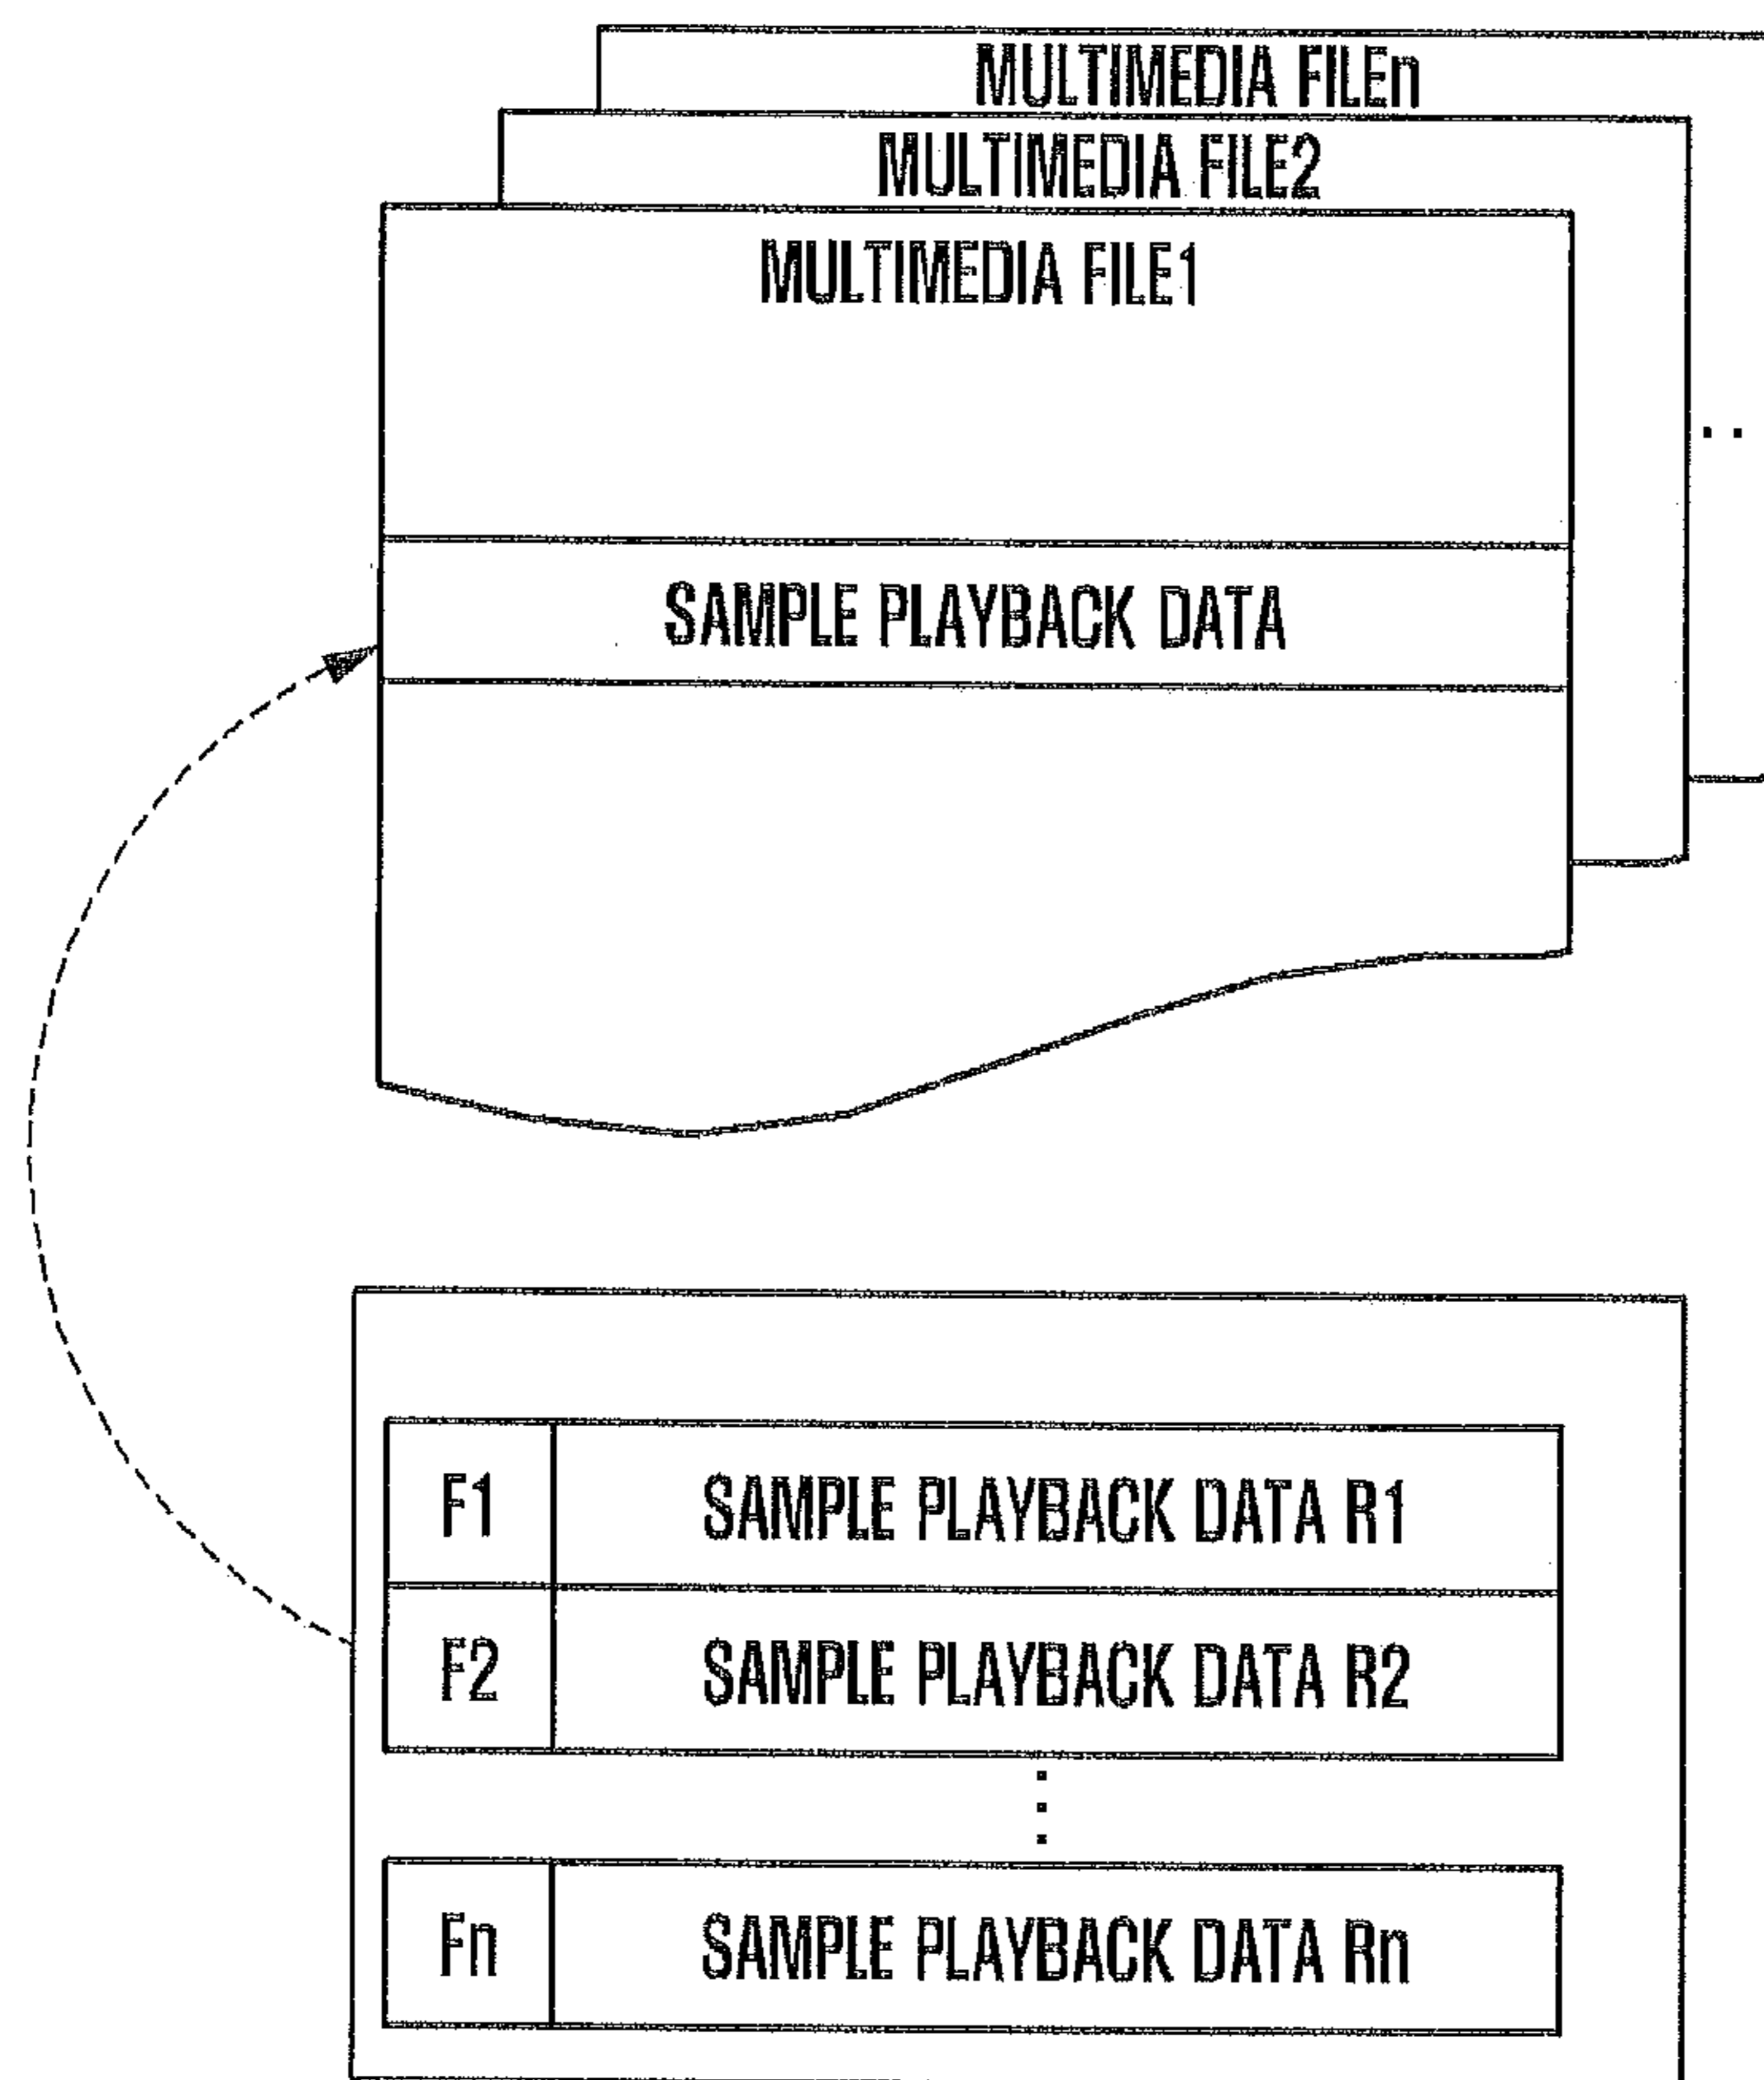 MULTIMEDIA FILEn
MULTIMEDIA FILE2
MULTIMEDIA FILE1
SAMPLE PLAYBACK DATA
F1 SAMPLE PLAYBACK DATA R1
F2 SAMPLE PLAYBACK DATA R2
Fn SAMPLE PLAYBACK DATA Rn